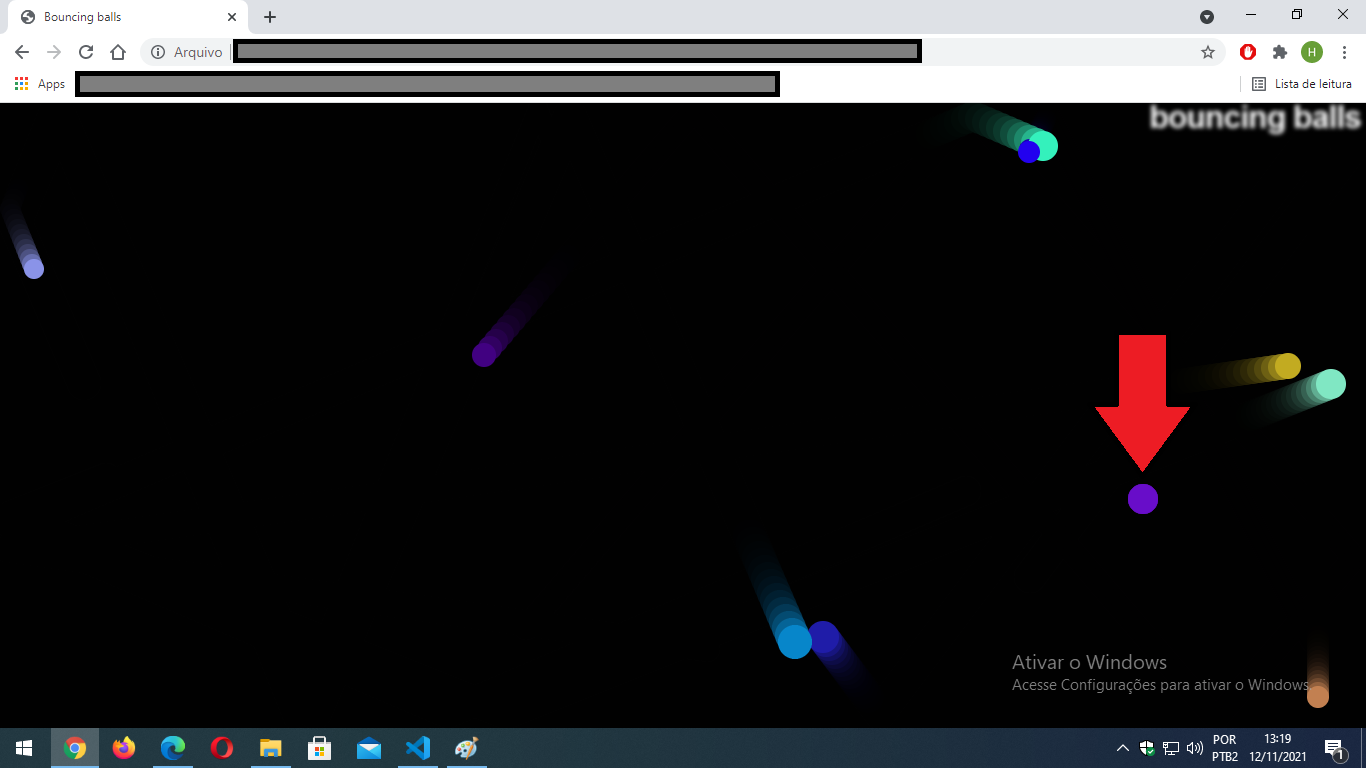 Bouncing balls
Arquivo
Apps
Lista de leitura
H
bouncing balls
Ativar o Windows
Acesse Configurações para ativar o Windows.
POR
PTB2
13:19
12/11/2021
1